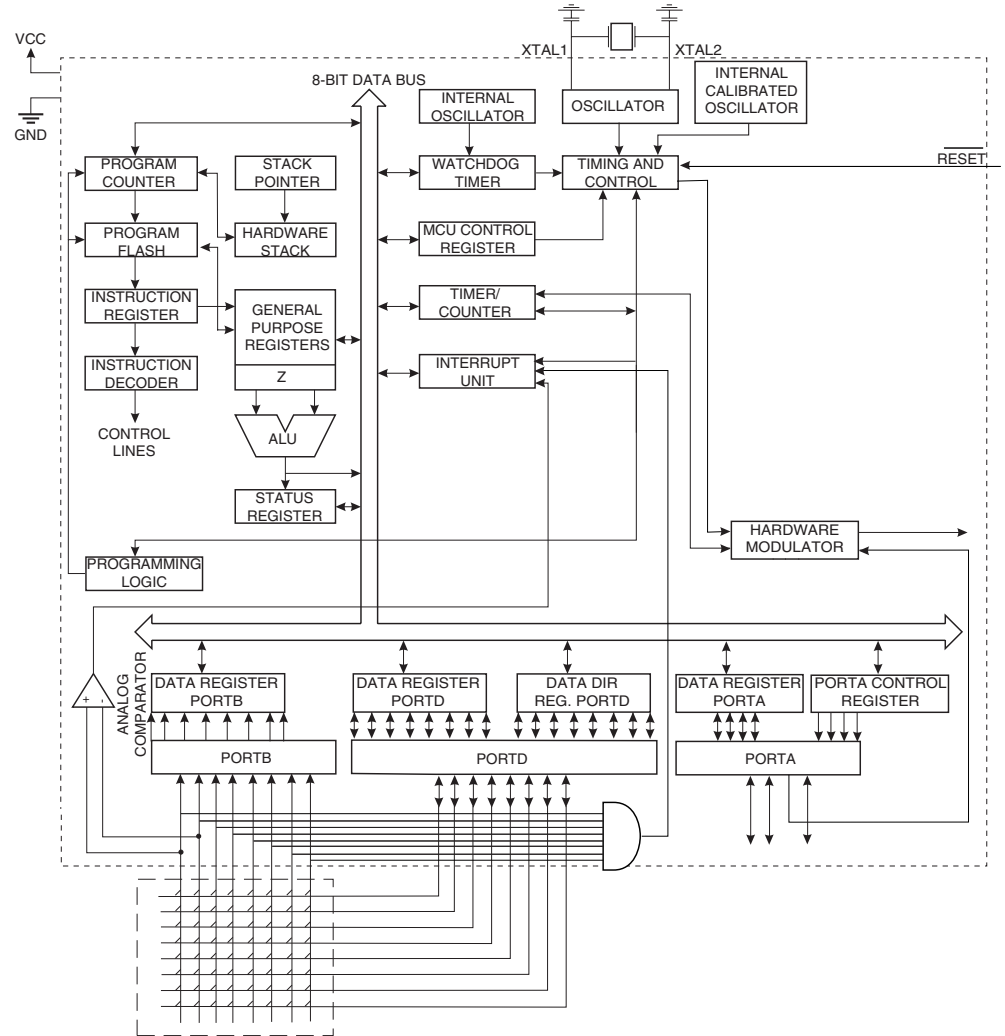 XTAL1
XTAL2
VCC
GND
8-BIT DATA BUS
INTERNAL
OSCILLATOR
OSCILLATOR
INTERNAL
CALIBRATED
OSCILLATOR
RESET
PROGRAM
COUNTER
STACK
POINTER
WATCHDOG
TIMER
TIMING AND
CONTROL
PROGRAM
FLASH
HARDWARE
STACK
MCU CONTROL
REGISTER
INSTRUCTION
REGISTER
GENERAL
PURPOSE
REGISTERS
TIMER/
COUNTER
INSTRUCTION
DECODER
Z
INTERRUPT
UNIT
CONTROL
LINES
ALU
STATUS
REGISTER
HARDWARE
MODULATOR
PROGRAMMING
LOGIC
+ -
ANALOG
COMPARATOR
DATA REGISTER
PORTB
DATA REGISTER
PORTD
DATA DIR
REG. PORTD
DATA REGISTER
PORTA
PORTA CONTROL
REGISTER
PORTB
PORTD
PORTA